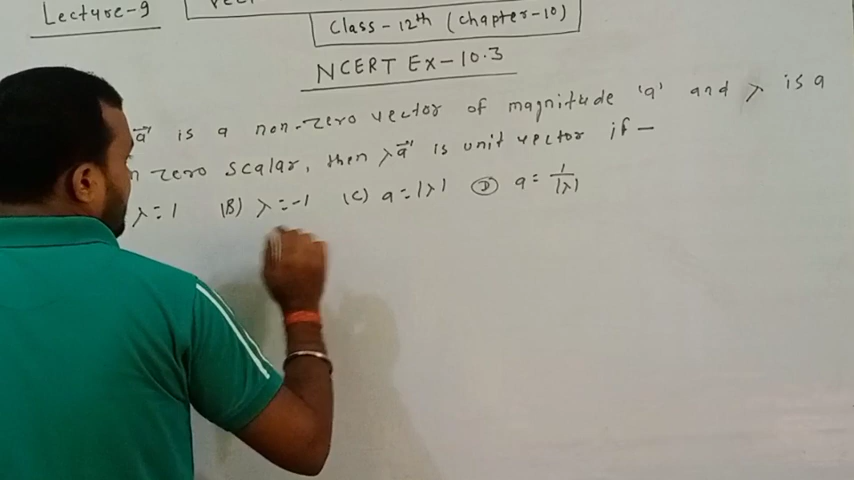 Lecture-9
Class-12th (Chapter-10)
NCERT Ex-10.3
a⃗ is a non-zero vector of magnitude 'a' and λ is a
n zero scalar, then λa⃗ is unit vector if —
λ=1 (B) λ=-1 (C) a=|λ| (D) a=1/|λ|